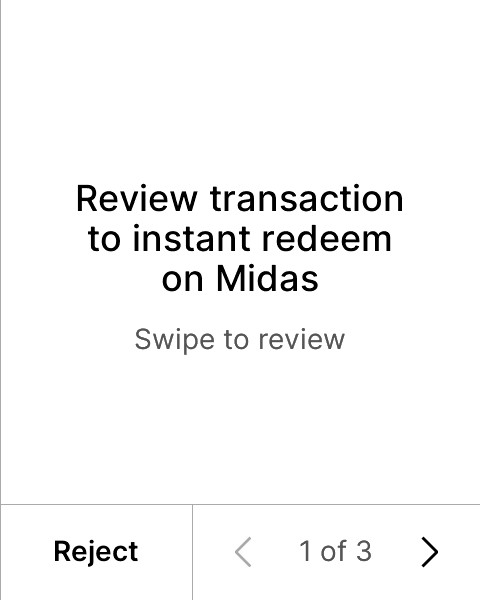 Review transaction
to instant redeem
on Midas
Swipe to review
Reject
1 of 3